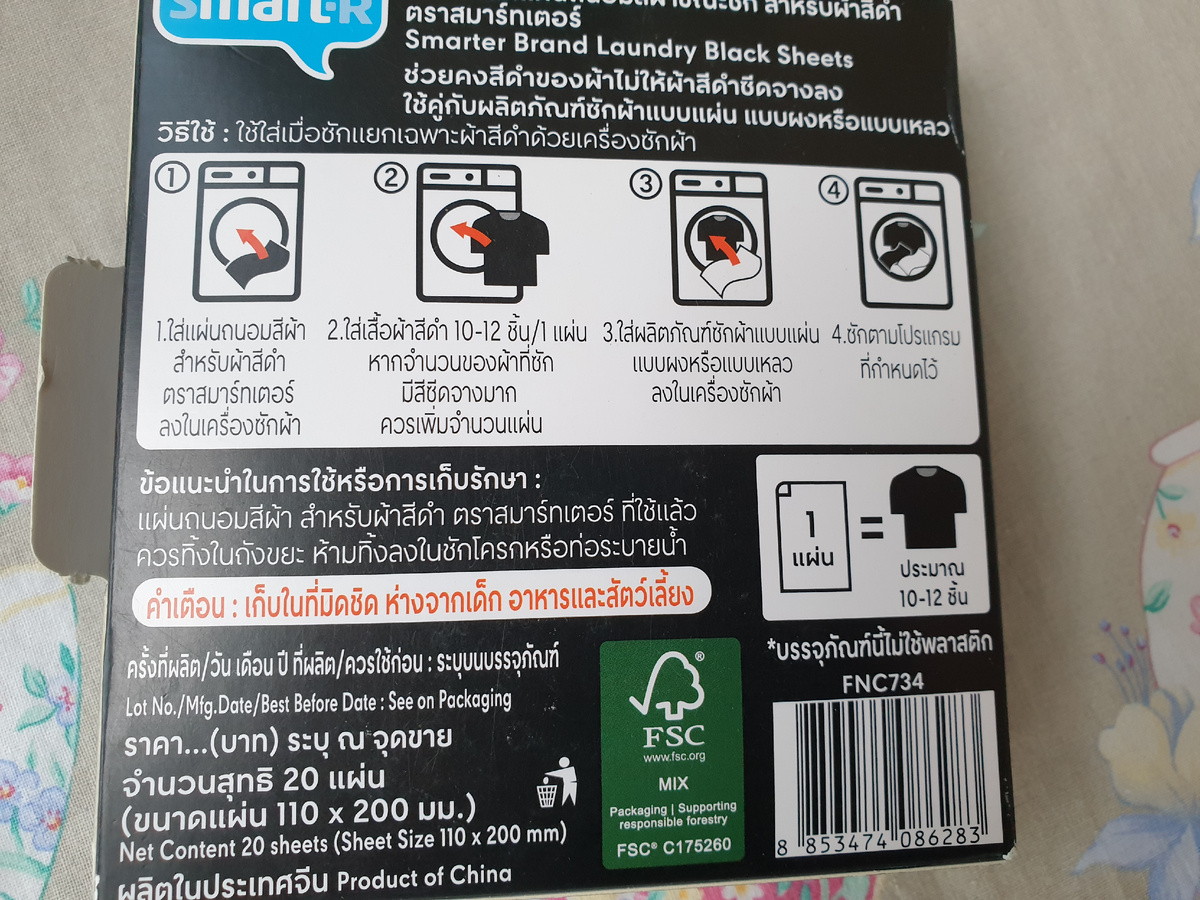 Smart-R
สำหรับผ้าสีดำ
ตราสมาร์ทเตอร์
Smarter Brand Laundry Black Sheets
ช่วยคงสีดำของผ้าไม่ให้ผ้าสีดำซีดจางลง
ใช้คู่กับผลิตภัณฑ์ซักผ้าแบบแผ่น แบบผงหรือแบบเหลว
วิธีใช้ : ใช้ใส่เมื่อซักแยกเฉพาะผ้าสีดำด้วยเครื่องซักผ้า
1
2
3
4
1.ใส่แผ่นถนอมสีผ้า
สำหรับผ้าสีดำ
ตราสมาร์ทเตอร์
ลงในเครื่องซักผ้า
2.ใส่เสื้อผ้าสีดำ 10-12 ชิ้น/1 แผ่น
หากจำนวนของผ้าที่ซัก
มีสีซีดจางมาก
ควรเพิ่มจำนวนแผ่น
3.ใส่ผลิตภัณฑ์ซักผ้าแบบแผ่น
แบบผงหรือแบบเหลว
ลงในเครื่องซักผ้า
4.ซักตามโปรแกรม
ที่กำหนดไว้
ข้อแนะนำในการใช้หรือการเก็บรักษา :
แผ่นถนอมสีผ้า สำหรับผ้าสีดำ ตราสมาร์ทเตอร์ ที่ใช้แล้ว
ควรทิ้งในถังขยะ ห้ามทิ้งลงในชักโครกหรือท่อระบายน้ำ
คำเตือน : เก็บในที่มิดชิด ห่างจากเด็ก อาหารและสัตว์เลี้ยง
1
แผ่น
=
ประมาณ
10-12 ชิ้น
*บรรจุภัณฑ์นี้ไม่ใช้พลาสติก
FNC734
8 853474 086283
ครั้งที่ผลิต/วัน เดือน ปี ที่ผลิต/ควรใช้ก่อน : ระบุบนบรรจุภัณฑ์
Lot No./Mfg.Date/Best Before Date : See on Packaging
ราคา...(บาท) ระบุ ณ จุดขาย
จำนวนสุทธิ 20 แผ่น
(ขนาดแผ่น 110 x 200 มม.)
Net Content 20 sheets (Sheet Size 110 x 200 mm)
ผลิตในประเทศจีน Product of China
®
FSC
www.fsc.org
MIX
Packaging | Supporting
responsible forestry
FSC® C175260